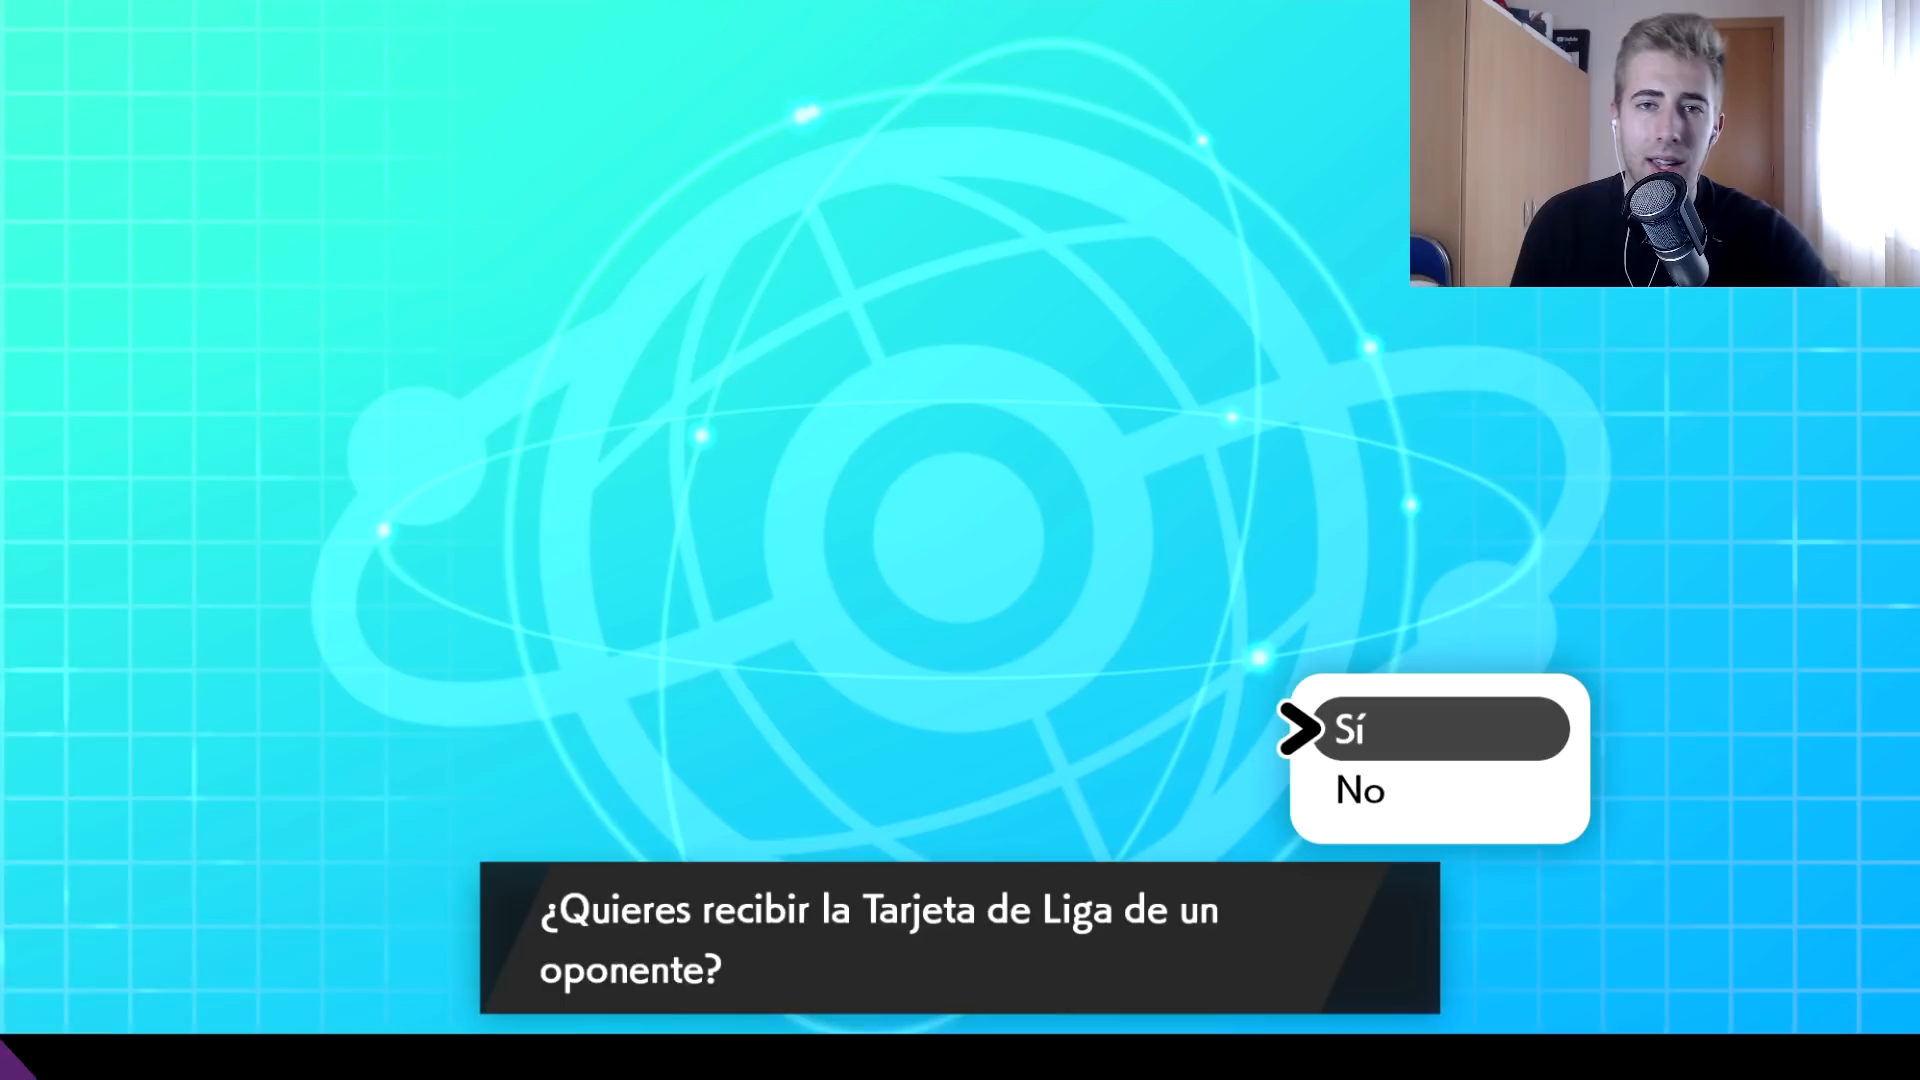 Sí
No
¿Quieres recibir la Tarjeta de Liga de un
oponente?